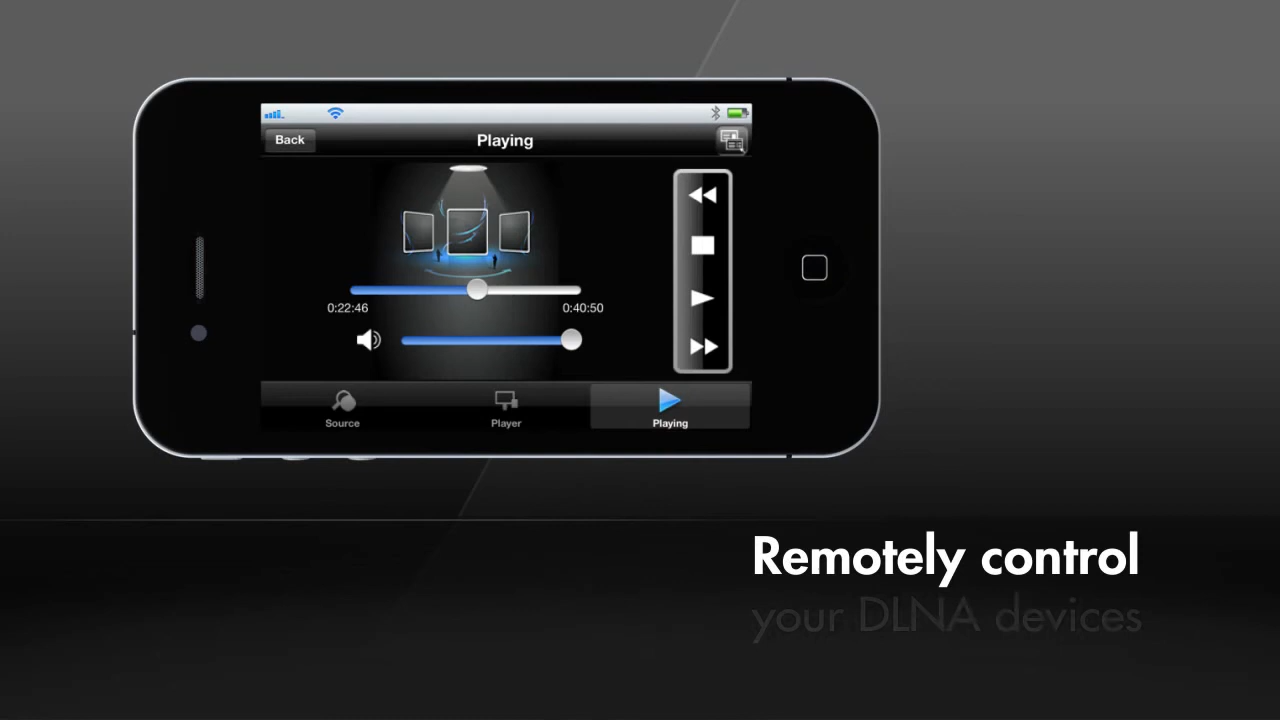 Back
Playing
0:22:46
0:40:50
Source
Player
Playing
Remotely control
your DLNA devices